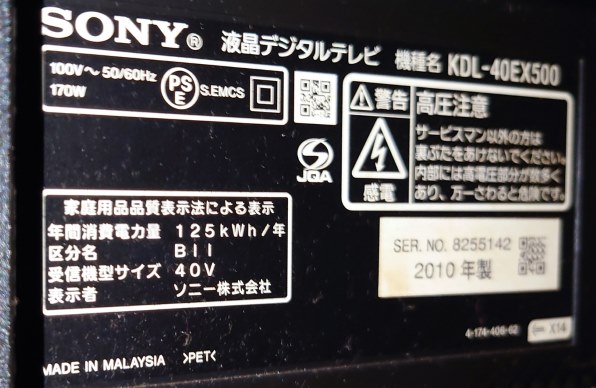 SONY® 液晶デジタルテレビ 機種名 KDL-40EX500
100V〜 50/60Hz
170W
PS
E
S.EMCS
JQA
警告 高圧注意
サービスマン以外の方は
裏ぶたをあけないでください。
内部には高電圧部分が数多く
あり、万一さわると危険です。
感電
家庭用品品質表示法による表示
年間消費電力量 125kWh/年
区分名 BII
受信機型サイズ 40V
表示者 ソニー株式会社
SER. NO. 8255142
2010年製
4-174-406-02
X14
MADE IN MALAYSIA >PET<